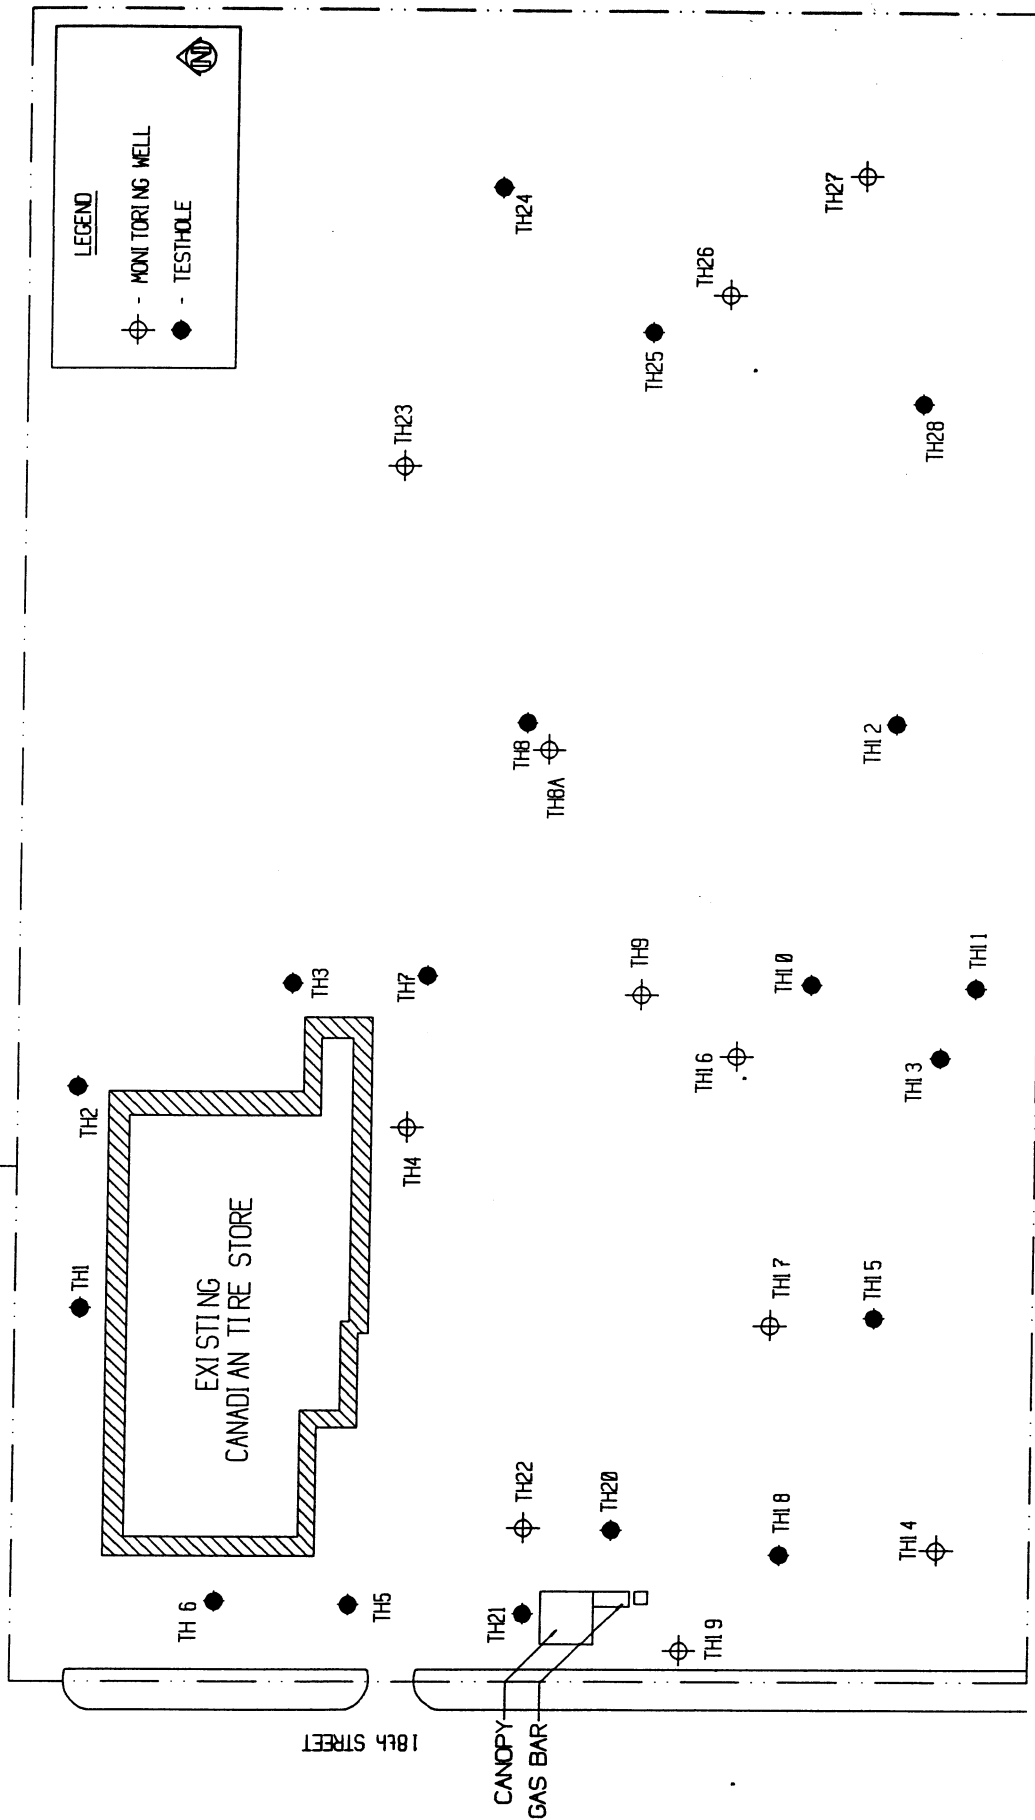 LEGEND
- MONITORING WELL
- TESTHOLE
N
TH1
TH2
TH3
TH4
TH5
TH 6
TH7
TH8
TH8A
TH9
TH10
TH11
TH12
TH13
TH14
TH15
TH16
TH17
TH18
TH19
TH20
TH21
TH22
TH23
TH24
TH25
TH26
TH27
TH28
EXISTING
CANADIAN TIRE STORE
18th STREET
CANOPY
GAS BAR